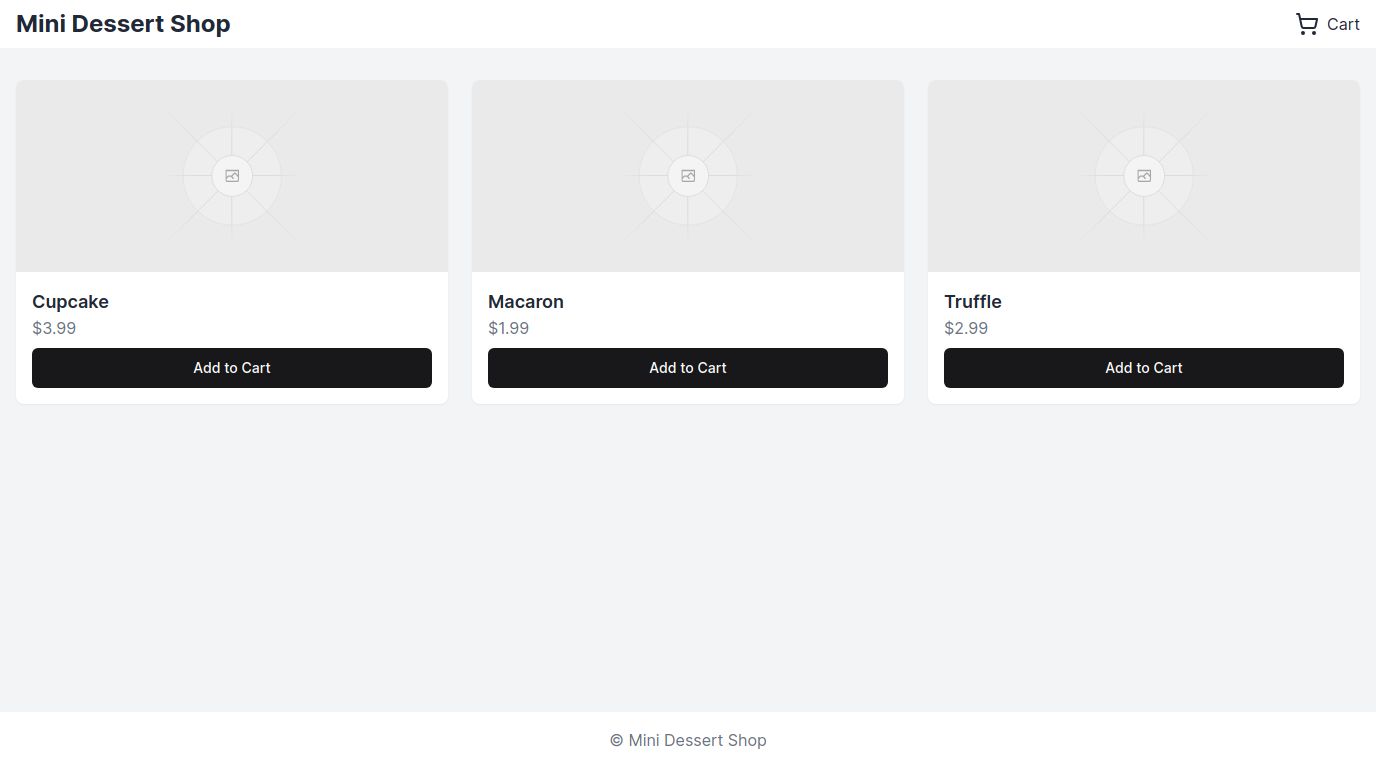 Mini Dessert Shop
Cart
Cupcake
$3.99
Add to Cart
Macaron
$1.99
Add to Cart
Truffle
$2.99
Add to Cart
© Mini Dessert Shop